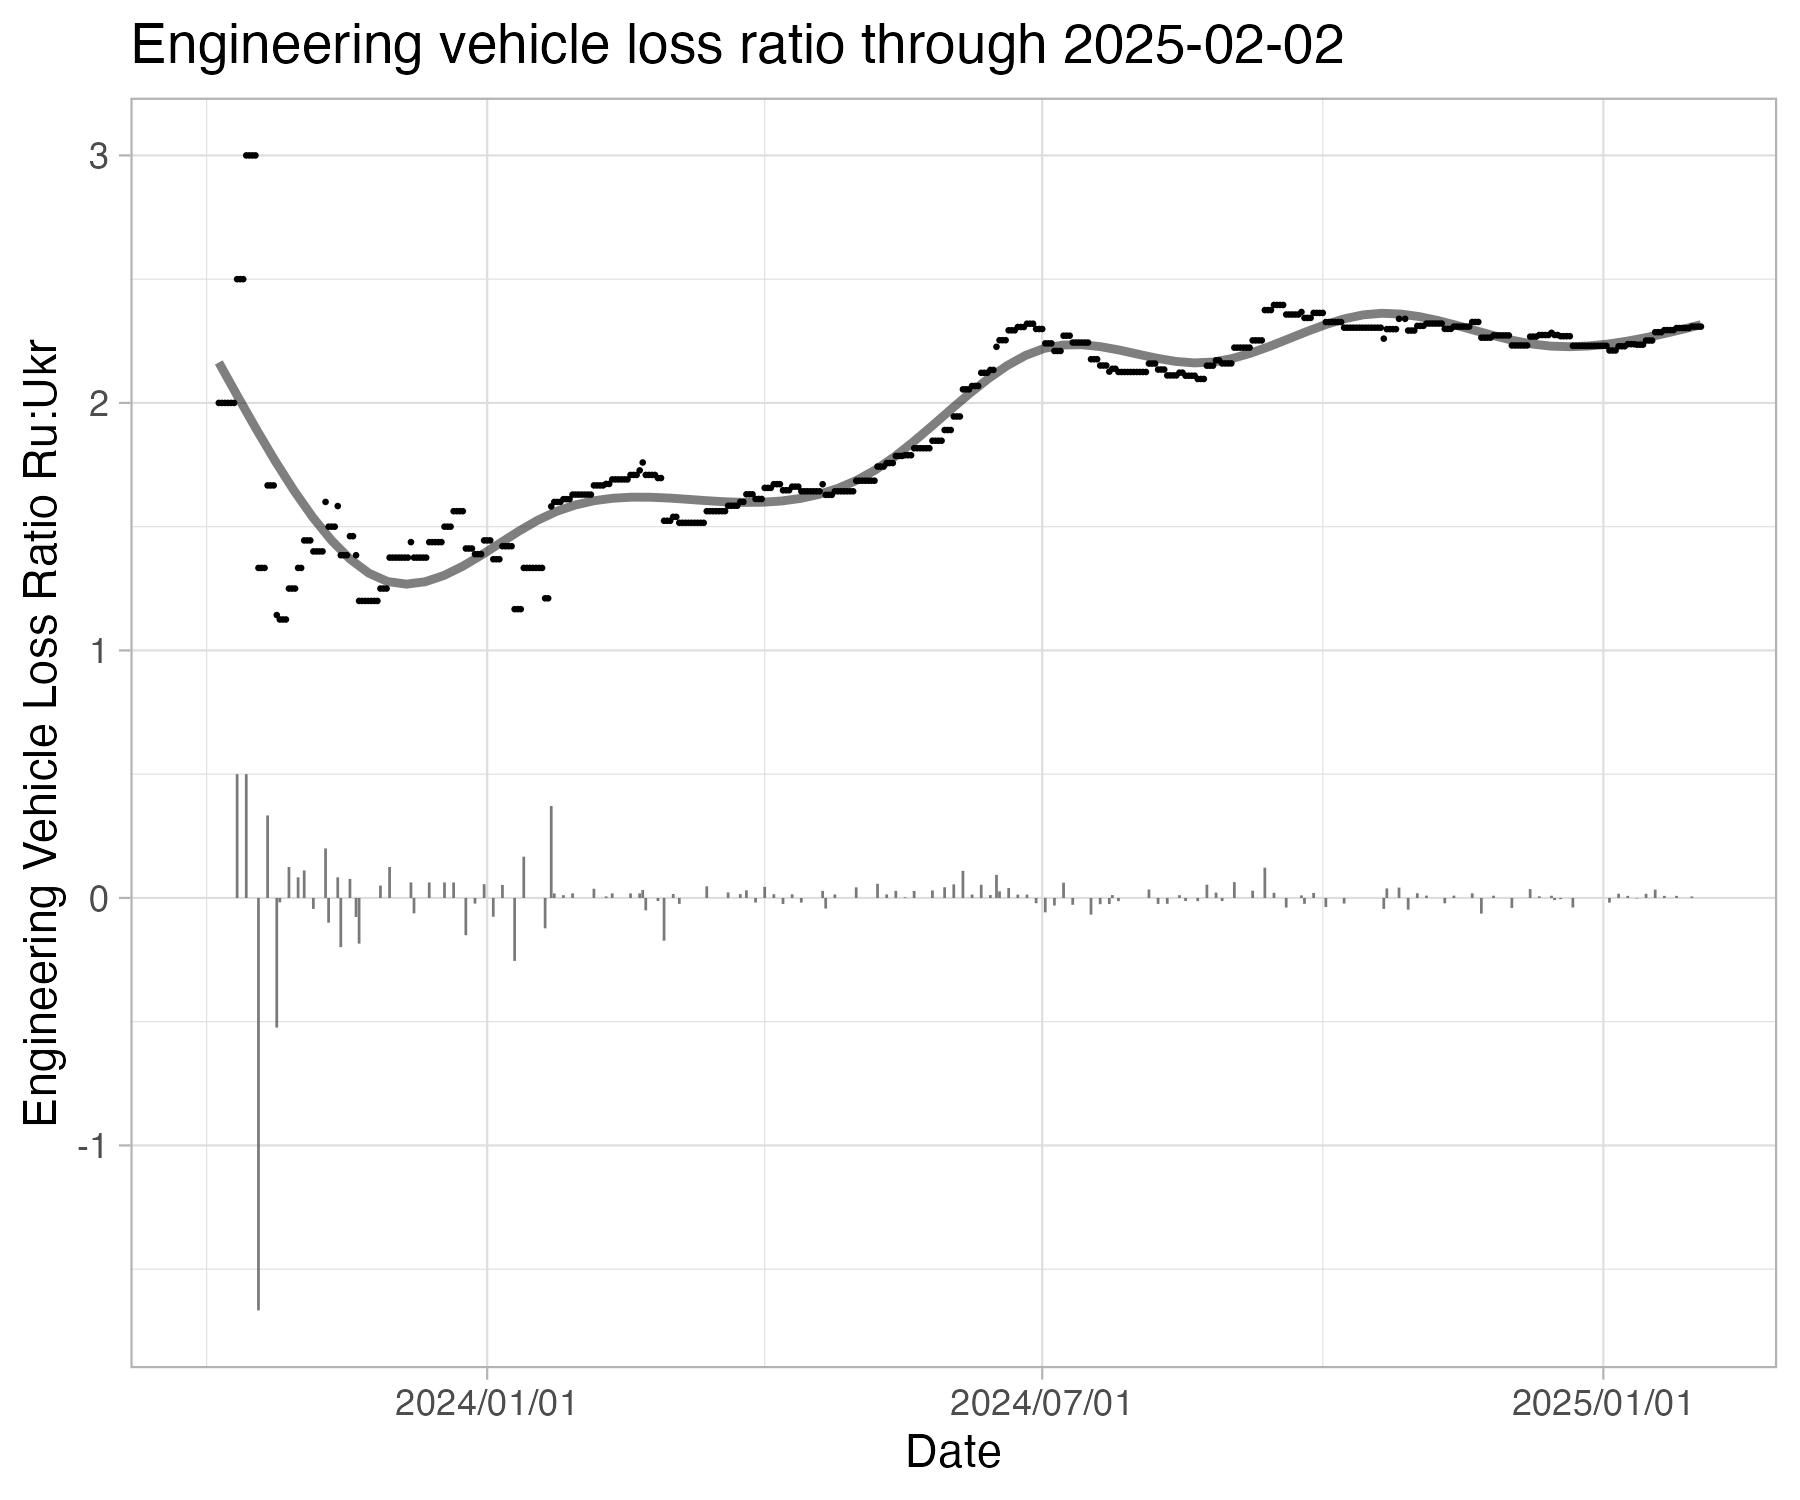 Engineering vehicle loss ratio through 2025-02-02
Engineering Vehicle Loss Ratio Ru:Ukr
3
2
1
0
-1
2024/01/01
2024/07/01
2025/01/01
Date